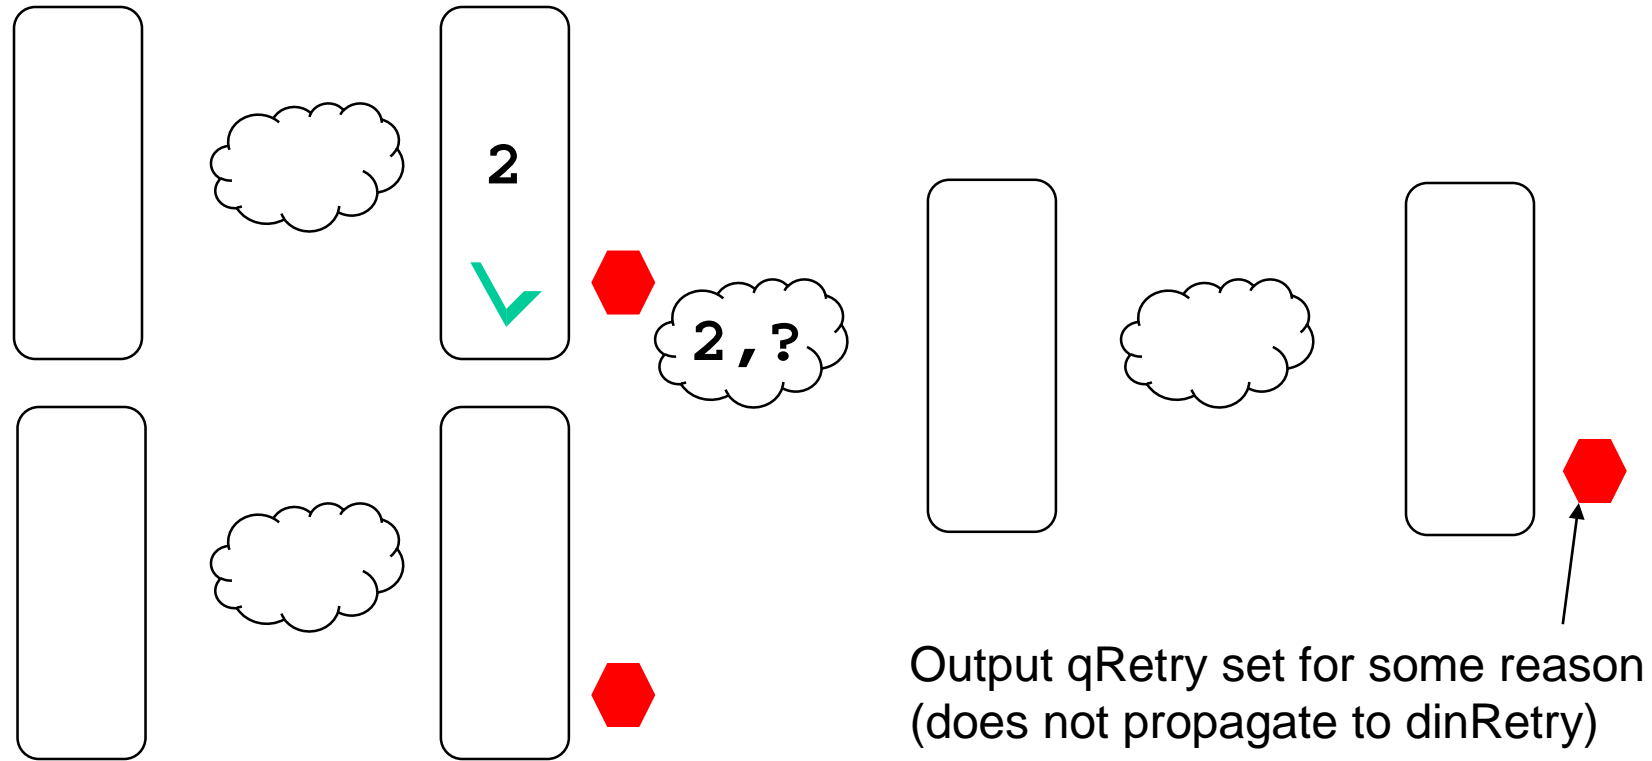 2
2,?
Output qRetry set for some reason
(does not propagate to dinRetry)